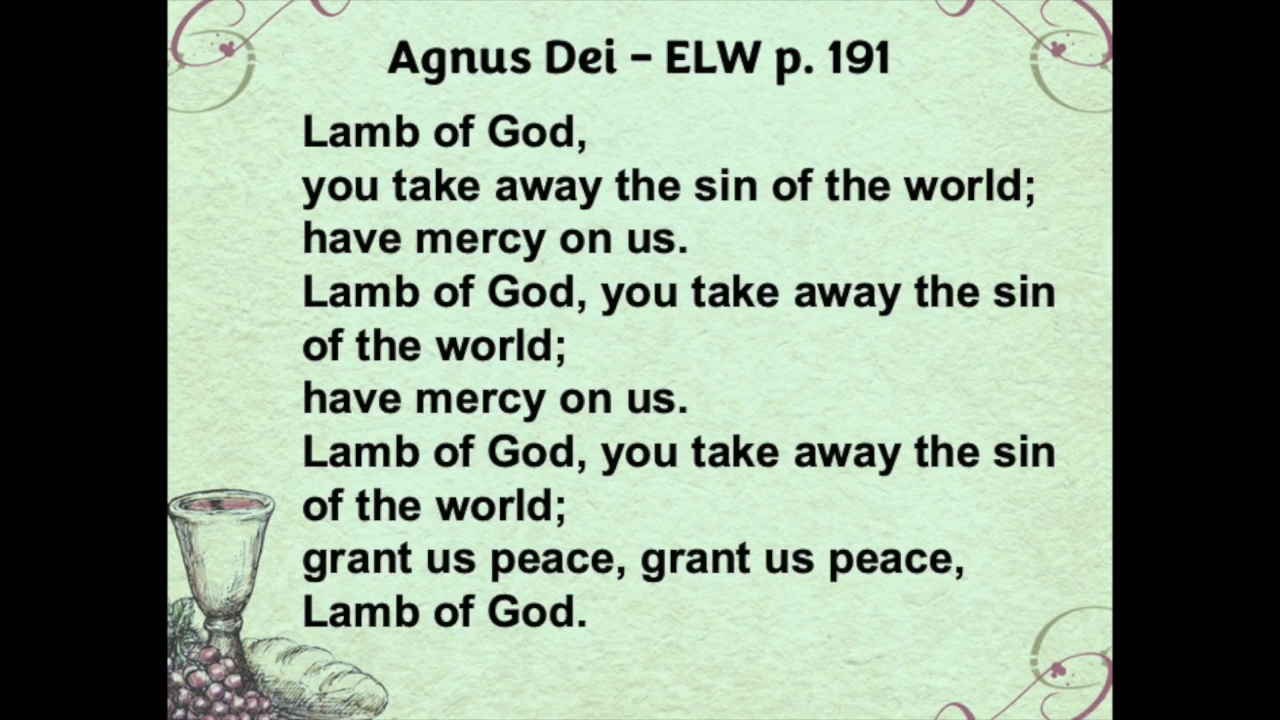 Agnus Dei – ELW p. 191
Lamb of God,
you take away the sin of the world;
have mercy on us.
Lamb of God, you take away the sin
of the world;
have mercy on us.
Lamb of God, you take away the sin
of the world;
grant us peace, grant us peace,
Lamb of God.